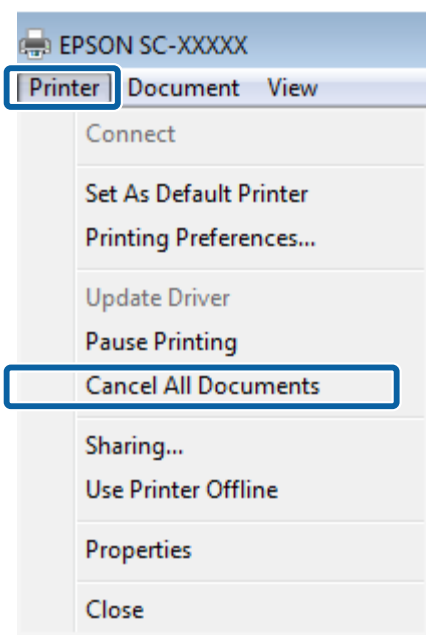 EPSON SC-XXXXX
Printer Document View
Connect
Set As Default Printer
Printing Preferences...
Update Driver
Pause Printing
Cancel All Documents
Sharing...
Use Printer Offline
Properties
Close